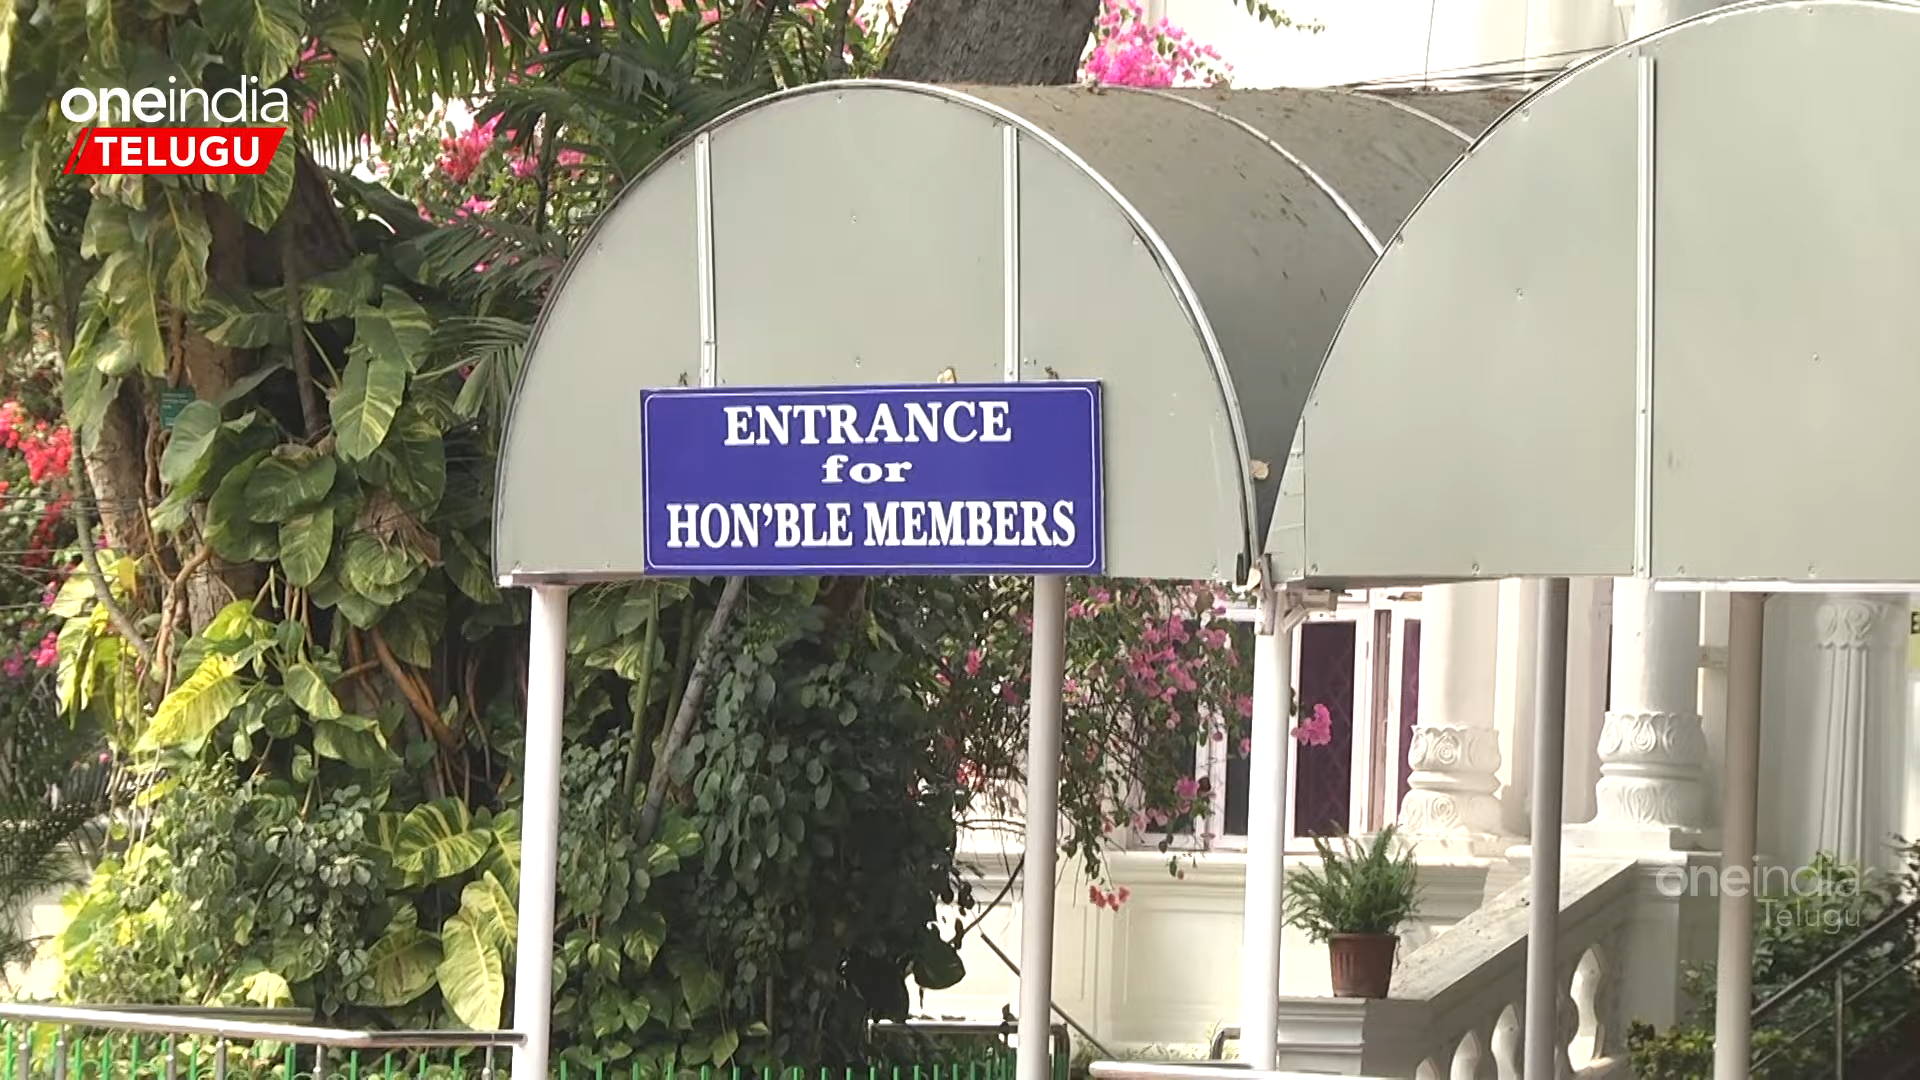 oneindia
TELUGU
ENTRANCE
for
HON'BLE MEMBERS
oneindia
Telugu